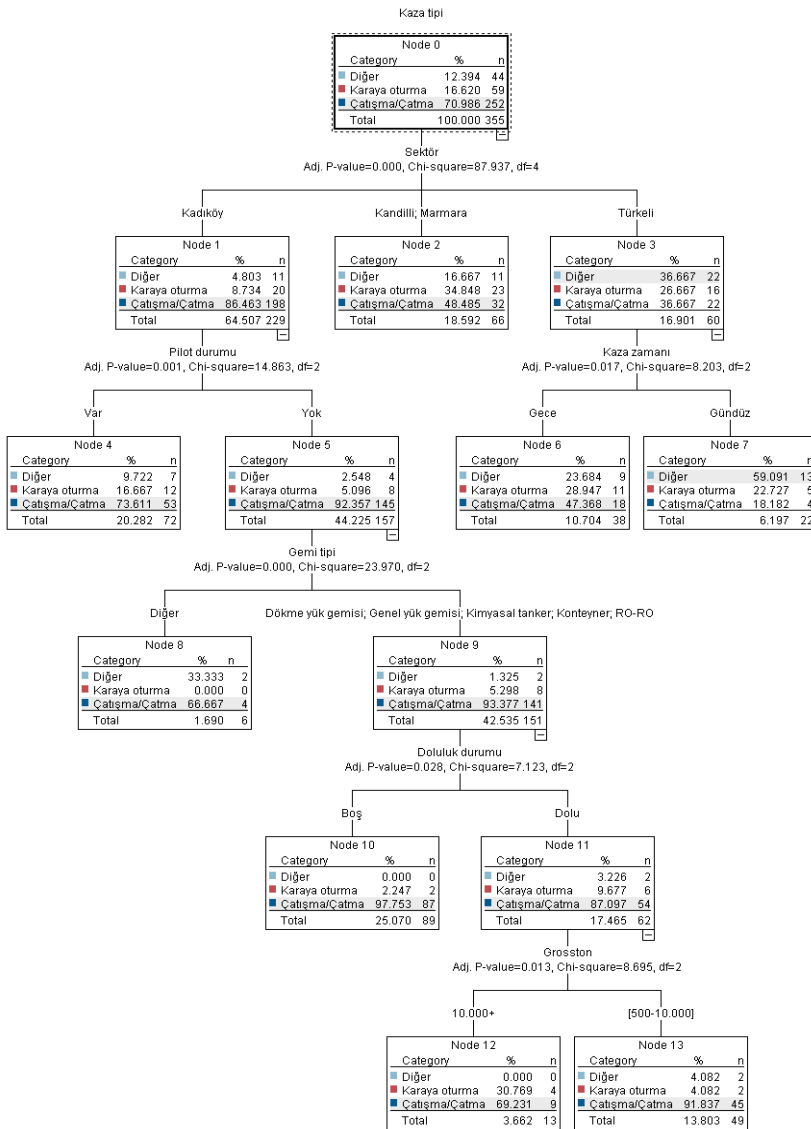 Kaza tipi
Node 0
Category % n
Diğer 12.394 44
Karaya oturma 16.620 59
Çatışma/Çatma 70.986 252
Total 100.000 355
Sektör
Adj. P-value=0.000, Chi-square=87.937, df=4
Kadıköy
Kandilli; Marmara
Türkeli
Node 1
Category % n
Diğer 4.803 11
Karaya oturma 8.734 20
Çatışma/Çatma 86.463 198
Total 64.507 229
Node 2
Category % n
Diğer 16.667 11
Karaya oturma 34.848 23
Çatışma/Çatma 48.485 32
Total 18.592 66
Node 3
Category % n
Diğer 36.667 22
Karaya oturma 26.667 16
Çatışma/Çatma 36.667 22
Total 16.901 60
Pilot durumu
Adj. P-value=0.001, Chi-square=14.863, df=2
Kaza zamanı
Adj. P-value=0.017, Chi-square=8.203, df=2
Var
Yok
Gece
Gündüz
Node 4
Category % n
Diğer 9.722 7
Karaya oturma 16.667 12
Çatışma/Çatma 73.611 53
Total 20.282 72
Node 5
Category % n
Diğer 2.548 4
Karaya oturma 5.096 8
Çatışma/Çatma 92.357 145
Total 44.225 157
Node 6
Category % n
Diğer 23.684 9
Karaya oturma 28.947 11
Çatışma/Çatma 47.368 18
Total 10.704 38
Node 7
Category % n
Diğer 59.091 13
Karaya oturma 22.727 5
Çatışma/Çatma 18.182 4
Total 6.197 22
Gemi tipi
Adj. P-value=0.000, Chi-square=23.970, df=2
Diğer
Dökme yük gemisi; Genel yük gemisi; Kimyasal tanker; Konteyner; RO-RO
Node 8
Category % n
Diğer 33.333 2
Karaya oturma 0.000 0
Çatışma/Çatma 66.667 4
Total 1.690 6
Node 9
Category % n
Diğer 1.325 2
Karaya oturma 5.298 8
Çatışma/Çatma 93.377 141
Total 42.535 151
Doluluk durumu
Adj. P-value=0.028, Chi-square=7.123, df=2
Boş
Dolu
Node 10
Category % n
Diğer 0.000 0
Karaya oturma 2.247 2
Çatışma/Çatma 97.753 87
Total 25.070 89
Node 11
Category % n
Diğer 3.226 2
Karaya oturma 9.677 6
Çatışma/Çatma 87.097 54
Total 17.465 62
Grosston
Adj. P-value=0.013, Chi-square=8.695, df=2
10.000+
[500-10.000]
Node 12
Category % n
Diğer 0.000 0
Karaya oturma 30.769 4
Çatışma/Çatma 69.231 9
Total 3.662 13
Node 13
Category % n
Diğer 4.082 2
Karaya oturma 4.082 2
Çatışma/Çatma 91.837 45
Total 13.803 49